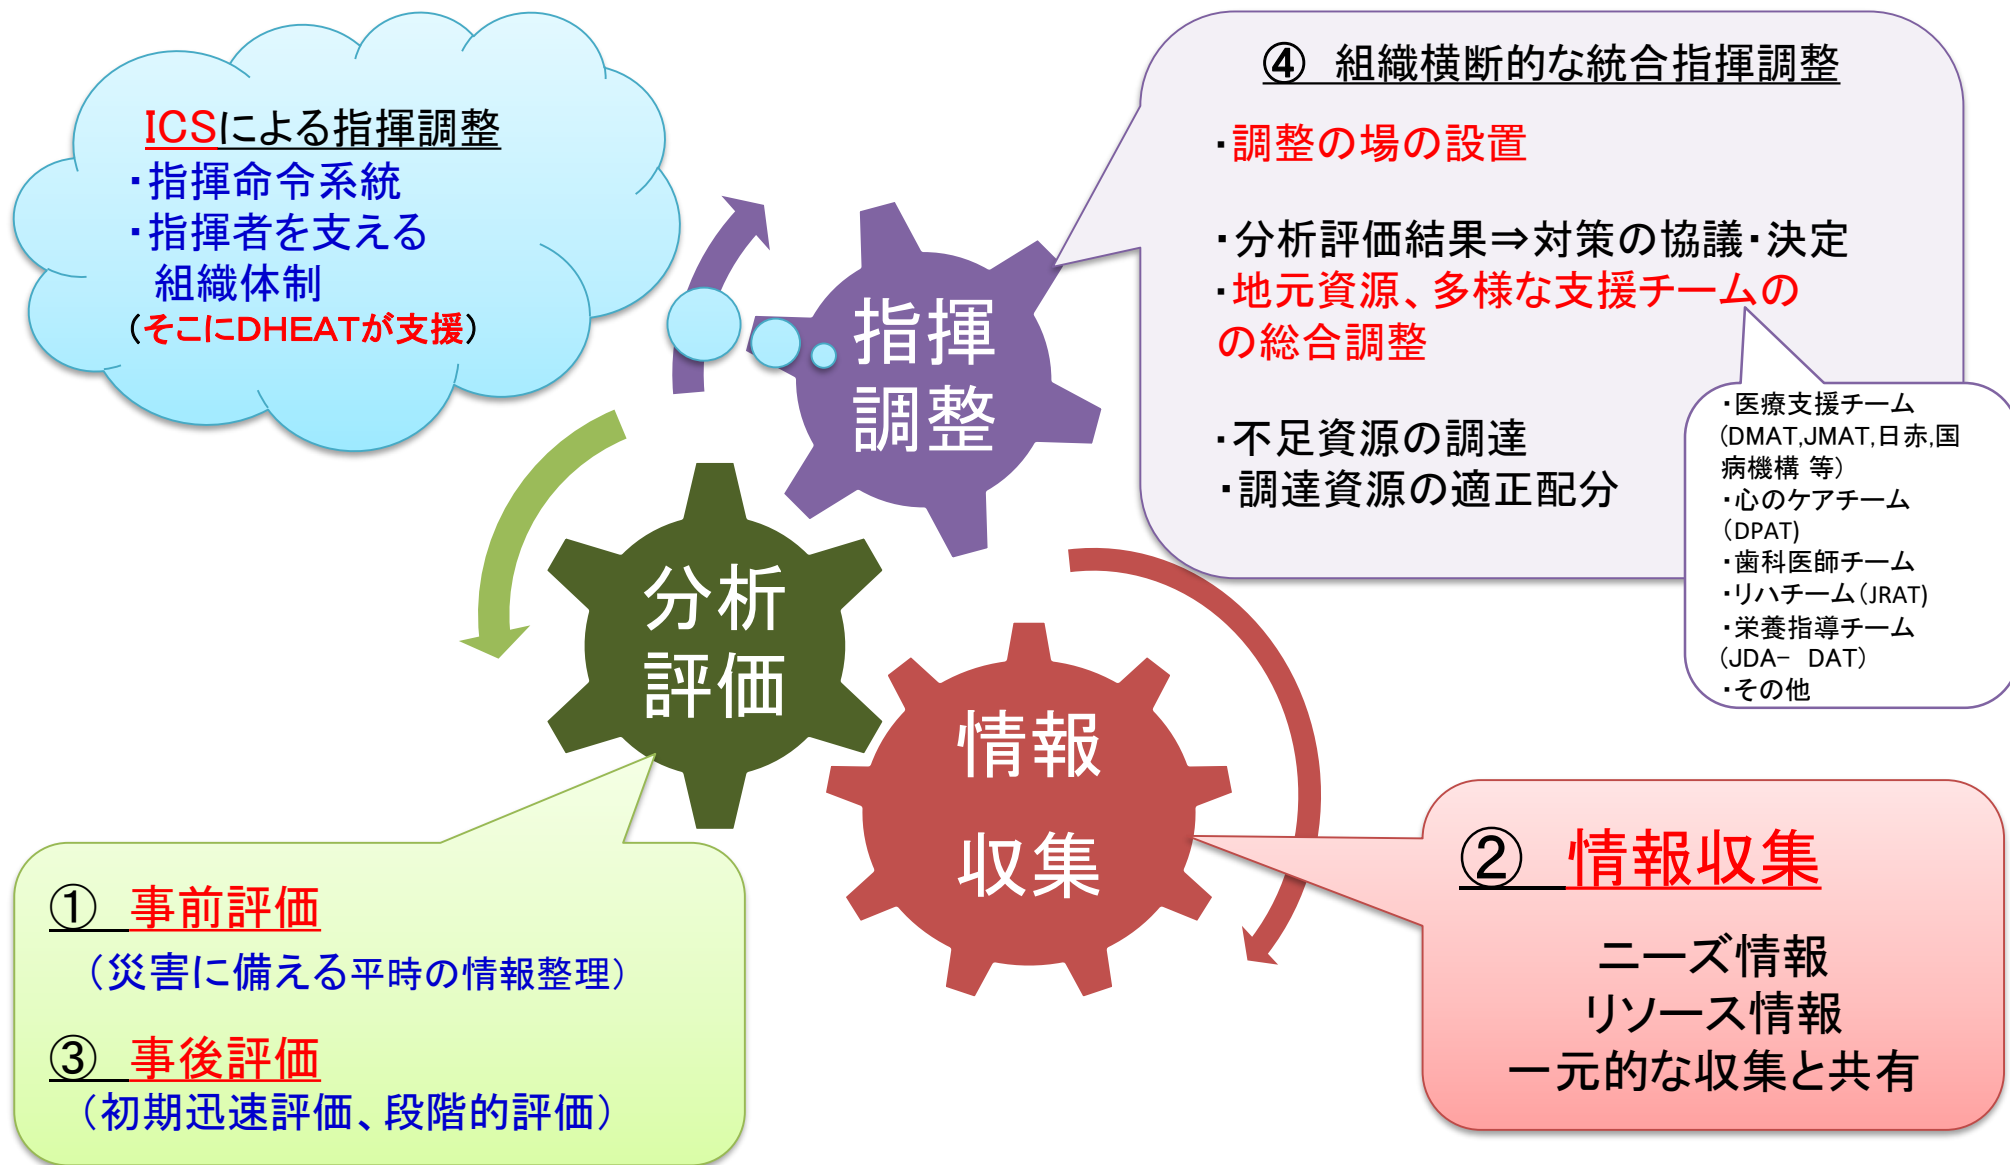 ICSによる指揮調整
・指揮命令系統
・指揮者を支える
組織体制
（そこにDHEATが支援）
④　組織横断的な統合指揮調整
・調整の場の設置
・分析評価結果⇒対策の協議・決定
・地元資源、多様な支援チームの
の総合調整
・不足資源の調達
・調達資源の適正配分
・医療支援チーム
(DMAT,JMAT,日赤,国
病機構 等）
・心のケアチーム
（DPAT)
・歯科医師チーム
・リハチーム（JRAT)
・栄養指導チーム
（JDA－ DAT）
・その他
指揮
調整
分析
評価
情報
収集
①　事前評価
（災害に備える平時の情報整理）
③　事後評価
（初期迅速評価、段階的評価）
②　情報収集
ニーズ情報
リソース情報
一元的な収集と共有